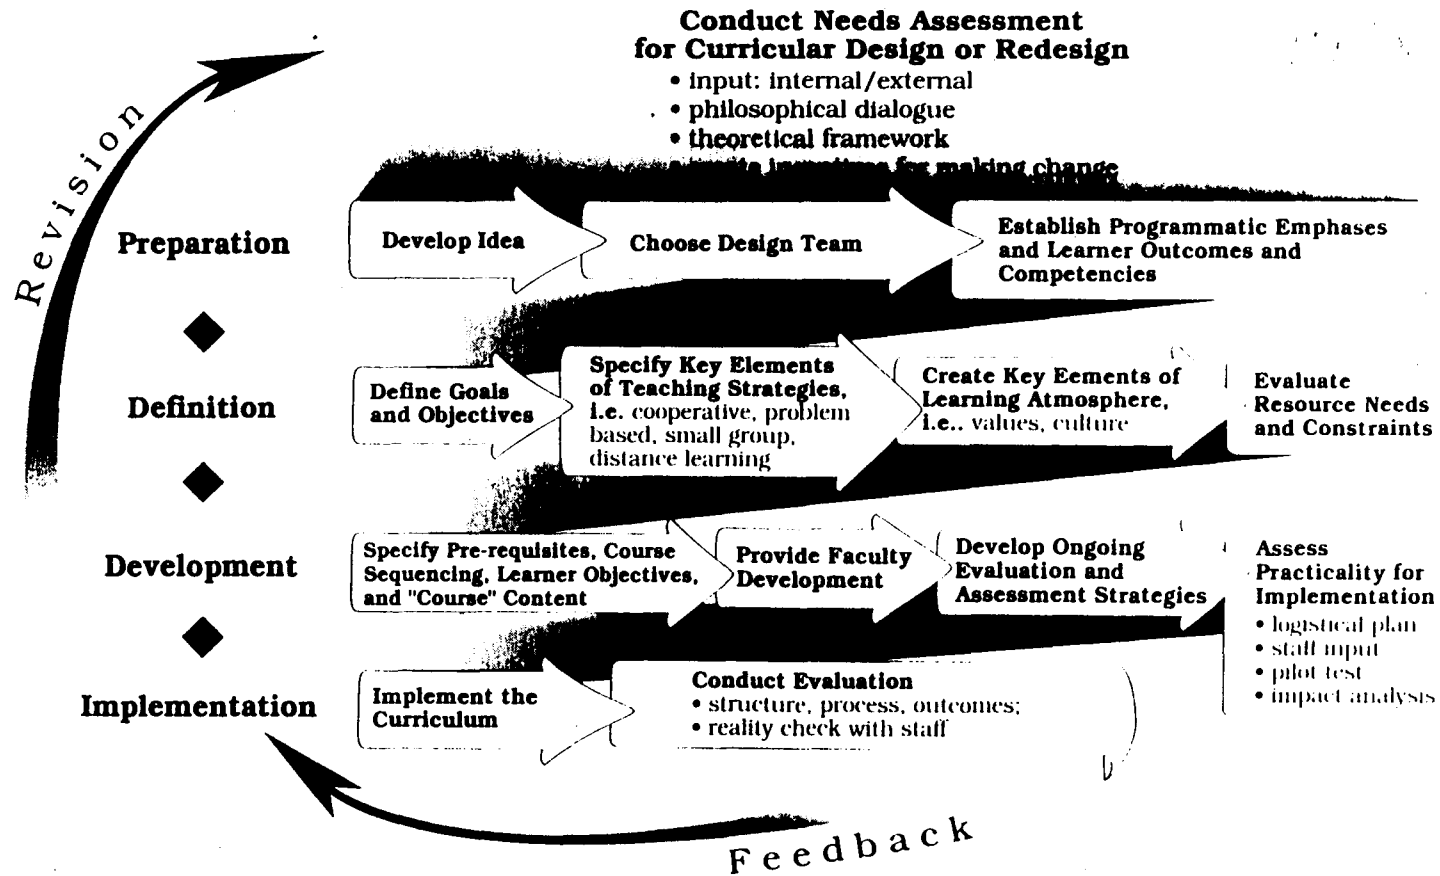 Conduct Needs Assessment
for Curricular Design or Redesign
• input: internal/external
• philosophical dialogue
• theoretical framework
• incentives for making change
Revision
Preparation
Develop Idea
Choose Design Team
Establish Programmatic Emphases
and Learner Outcomes and
Competencies
Definition
Define Goals
and Objectives
Specify Key Elements
of Teaching Strategies,
i.e. cooperative, problem
based, small group,
distance learning
Create Key Eements of
Learning Atmosphere,
i.e.. values, culture
Evaluate
Resource Needs
and Constraints
Development
Specify Pre-requisites, Course
Sequencing, Learner Objectives,
and "Course" Content
Provide Faculty
Development
Develop Ongoing
Evaluation and
Assessment Strategies
Assess
Practicality for
Implementation
• logistical plan
• staff input
• pilot test
• impact analysis
Implementation
Implement the
Curriculum
Conduct Evaluation
• structure, process, outcomes;
• reality check with staff
Feedback